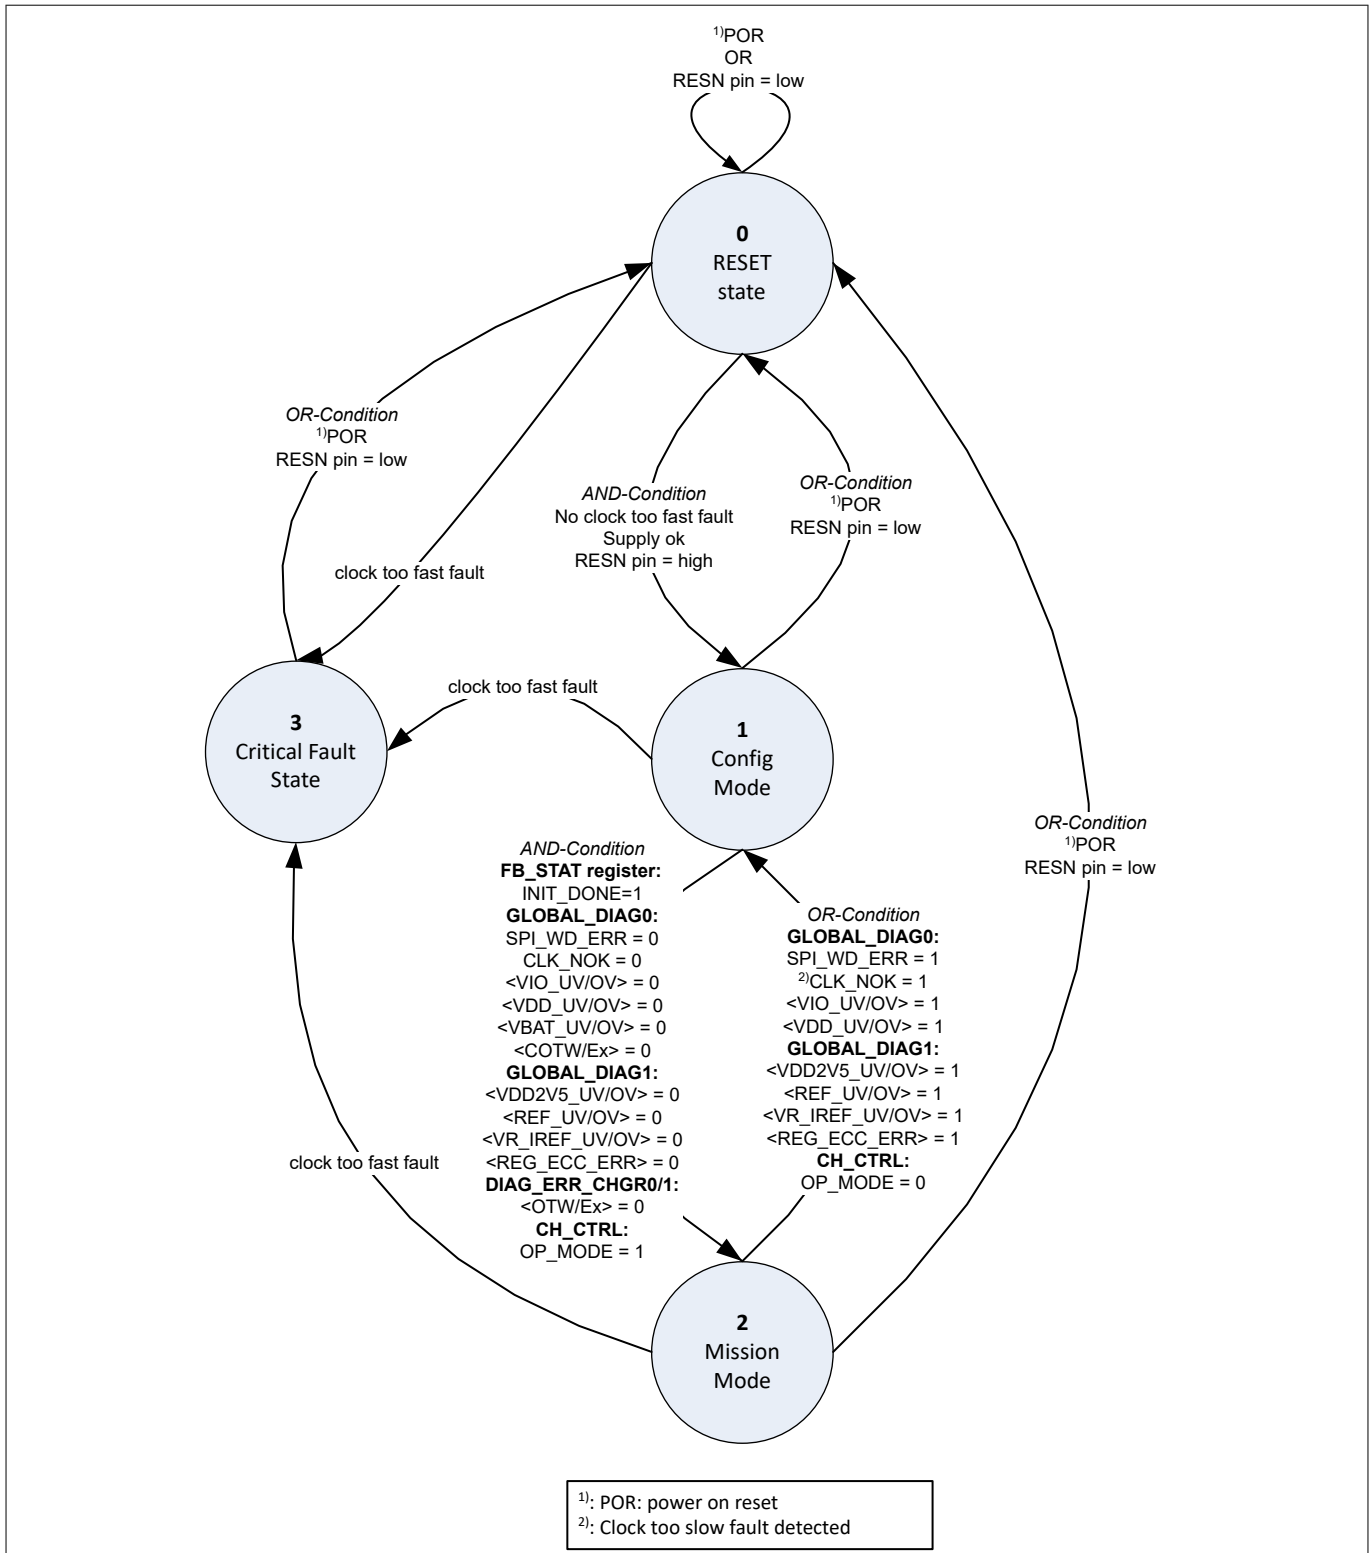 1)POR
OR
RESN pin = low
0
RESET
state
OR-Condition
1)POR
RESN pin = low
AND-Condition
No clock too fast fault
Supply ok
RESN pin = high
OR-Condition
1)POR
RESN pin = low
clock too fast fault
clock too fast fault
3
Critical Fault
State
1
Config
Mode
OR-Condition
1)POR
RESN pin = low
AND-Condition
FB_STAT register:
INIT_DONE=1
GLOBAL_DIAG0:
SPI_WD_ERR = 0
CLK_NOK = 0
<VIO_UV/OV> = 0
<VDD_UV/OV> = 0
<VBAT_UV/OV> = 0
<COTW/Ex> = 0
GLOBAL_DIAG1:
<VDD2V5_UV/OV> = 0
<REF_UV/OV> = 0
<VR_IREF_UV/OV> = 0
<REG_ECC_ERR> = 0
DIAG_ERR_CHGR0/1:
<OTW/Ex> = 0
CH_CTRL:
OP_MODE = 1
OR-Condition
GLOBAL_DIAG0:
SPI_WD_ERR = 1
2)CLK_NOK = 1
<VIO_UV/OV> = 1
<VDD_UV/OV> = 1
GLOBAL_DIAG1:
<VDD2V5_UV/OV> = 1
<REF_UV/OV> = 1
<VR_IREF_UV/OV> = 1
<REG_ECC_ERR> = 1
CH_CTRL:
OP_MODE = 0
clock too fast fault
2
Mission
Mode
1): POR: power on reset
2): Clock too slow fault detected